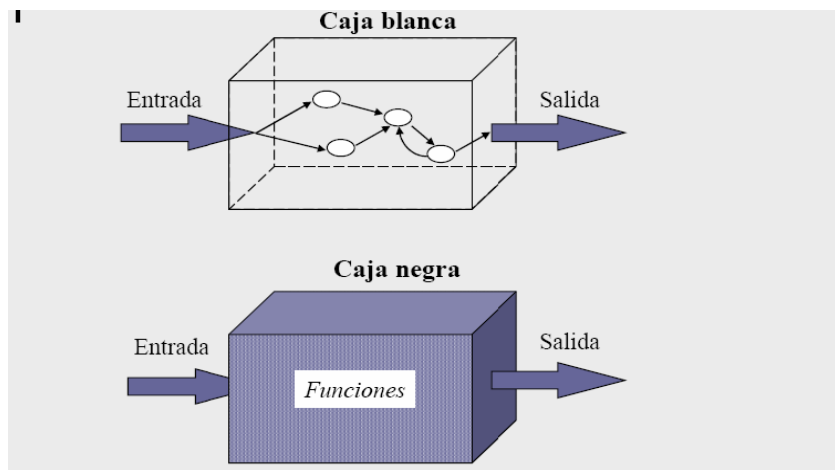 Caja blanca
Entrada
Salida
Caja negra
Entrada
Salida
Funciones